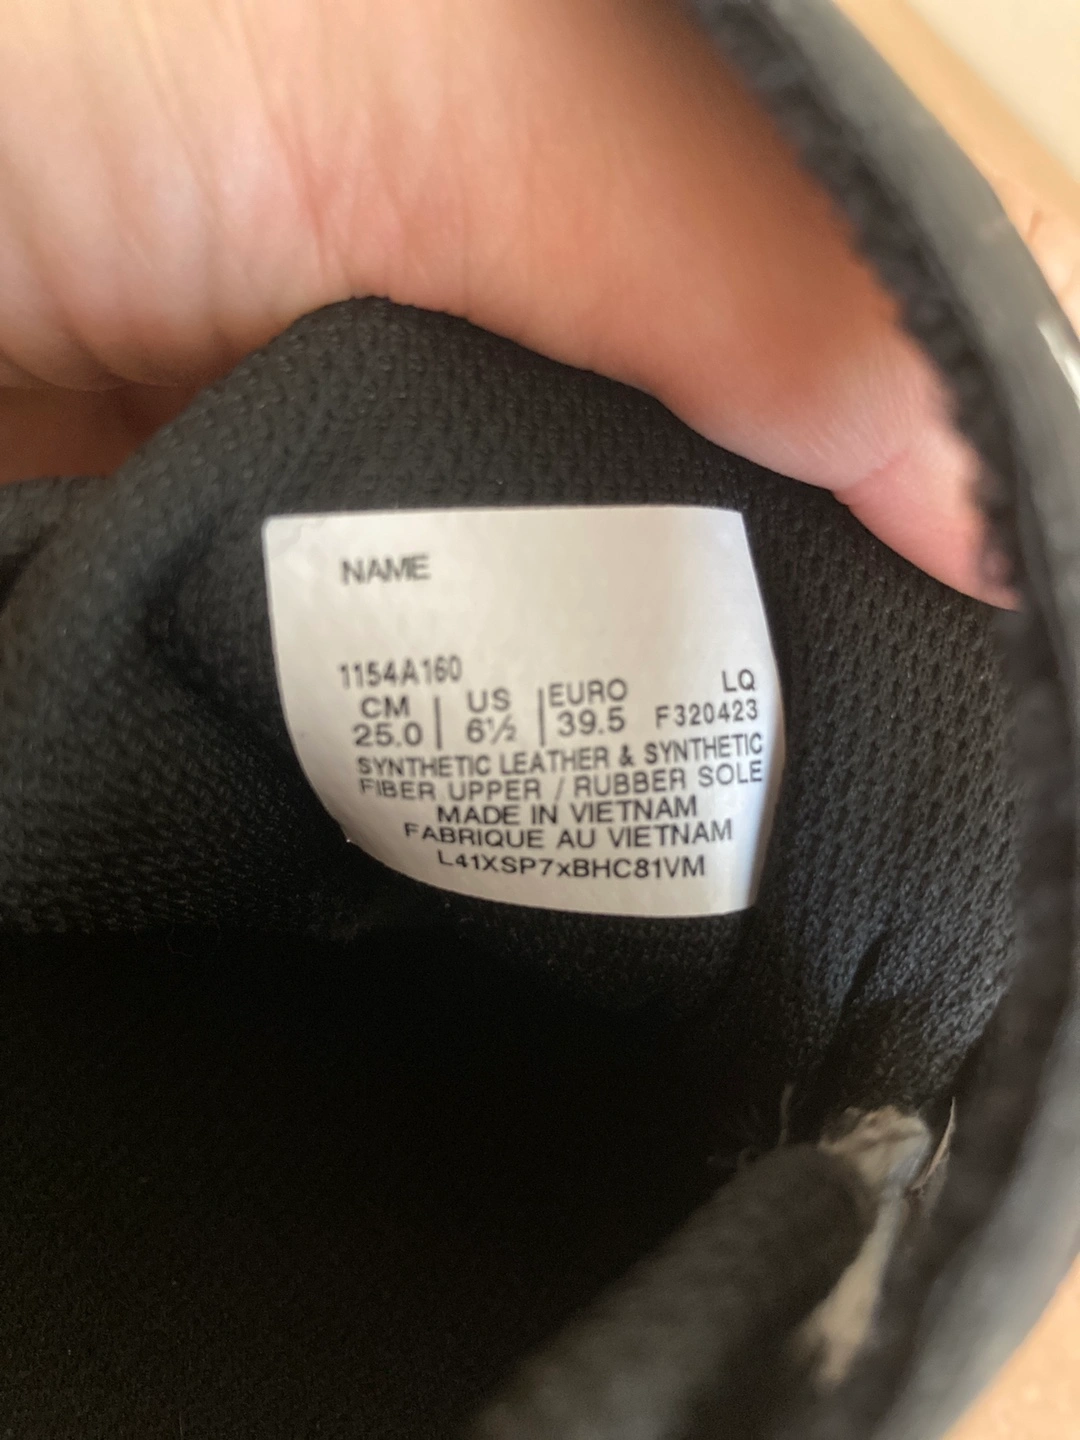 NAME
1154A160 LQ
CM | US | EURO F320423
25.0 | 6½ | 39.5
SYNTHETIC LEATHER & SYNTHETIC
FIBER UPPER / RUBBER SOLE
MADE IN VIETNAM
FABRIQUE AU VIETNAM
L41XSP7xBHC81VM